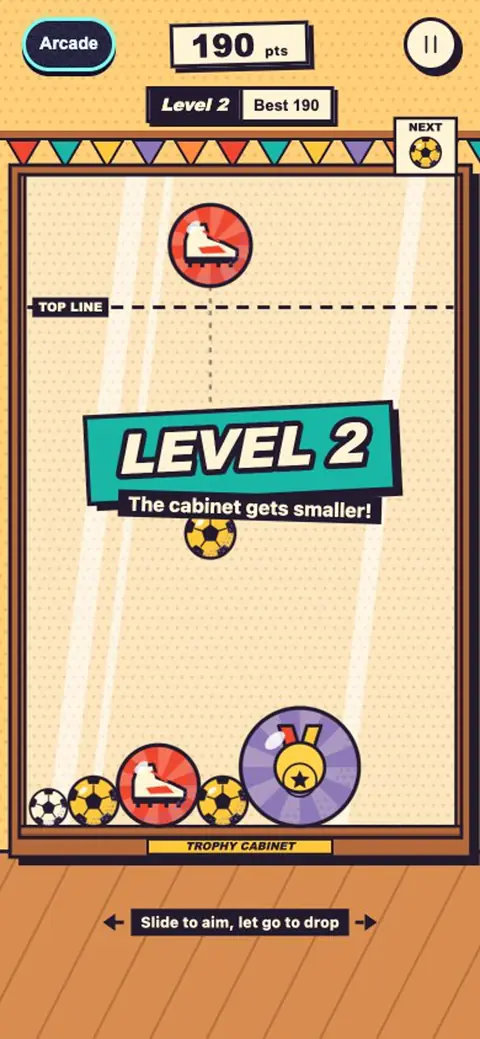 Arcade
190 pts
Level 2 Best 190
NEXT
TOP LINE
LEVEL 2
The cabinet gets smaller!
TROPHY CABINET
Slide to aim, let go to drop